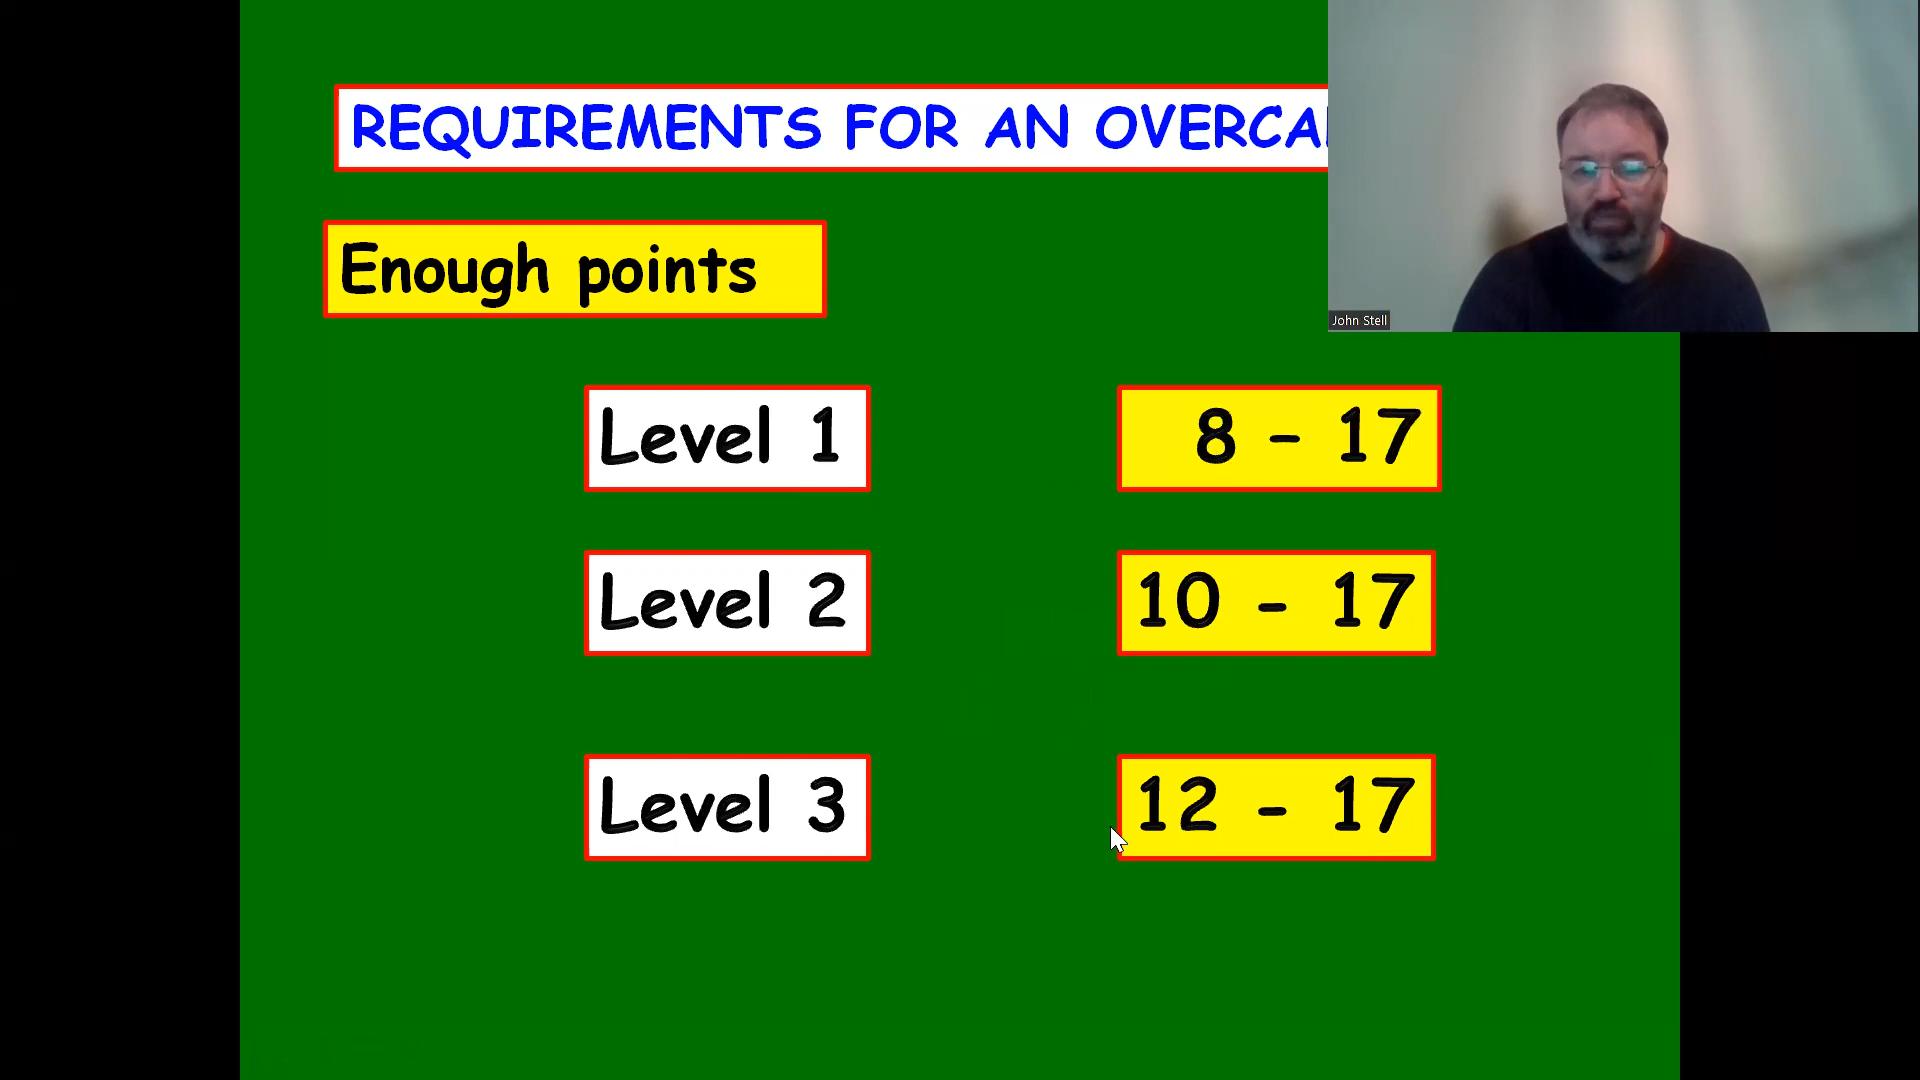 REQUIREMENTS FOR AN OVERCA
John Stell
Enough points
Level 1 8 – 17
Level 2 10 - 17
Level 3 12 - 17